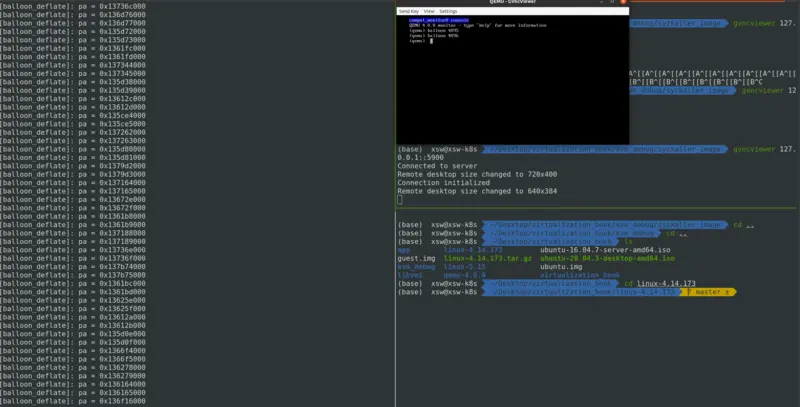 [balloon_deflate]: pa = 0x13736c000
[balloon_deflate]: pa = 0x136d76000
[balloon_deflate]: pa = 0x136d77000
[balloon_deflate]: pa = 0x135d72000
[balloon_deflate]: pa = 0x135d73000
[balloon_deflate]: pa = 0x1361fc000
[balloon_deflate]: pa = 0x1361fd000
[balloon_deflate]: pa = 0x137344000
[balloon_deflate]: pa = 0x137345000
[balloon_deflate]: pa = 0x135d38000
[balloon_deflate]: pa = 0x135d39000
[balloon_deflate]: pa = 0x13612c000
[balloon_deflate]: pa = 0x13612d000
[balloon_deflate]: pa = 0x135ce4000
[balloon_deflate]: pa = 0x135ce5000
[balloon_deflate]: pa = 0x137262000
[balloon_deflate]: pa = 0x137263000
[balloon_deflate]: pa = 0x135d80000
[balloon_deflate]: pa = 0x135d81000
[balloon_deflate]: pa = 0x1379d2000
[balloon_deflate]: pa = 0x1379d3000
[balloon_deflate]: pa = 0x137164000
[balloon_deflate]: pa = 0x137165000
[balloon_deflate]: pa = 0x13672e000
[balloon_deflate]: pa = 0x13672f000
[balloon_deflate]: pa = 0x1361b8000
[balloon_deflate]: pa = 0x1361b9000
[balloon_deflate]: pa = 0x137188000
[balloon_deflate]: pa = 0x137189000
[balloon_deflate]: pa = 0x13736e000
[balloon_deflate]: pa = 0x13736f000
[balloon_deflate]: pa = 0x137b74000
[balloon_deflate]: pa = 0x137b75000
[balloon_deflate]: pa = 0x1361bc000
[balloon_deflate]: pa = 0x1361bd000
[balloon_deflate]: pa = 0x13625e000
[balloon_deflate]: pa = 0x13625f000
[balloon_deflate]: pa = 0x13612a000
[balloon_deflate]: pa = 0x13612b000
[balloon_deflate]: pa = 0x135d0e000
[balloon_deflate]: pa = 0x135d0f000
[balloon_deflate]: pa = 0x1366f4000
[balloon_deflate]: pa = 0x1366f5000
[balloon_deflate]: pa = 0x136278000
[balloon_deflate]: pa = 0x136279000
[balloon_deflate]: pa = 0x136164000
[balloon_deflate]: pa = 0x136165000
[balloon_deflate]: pa = 0x136f16000
QEMU - gvncviewer
Send Key View Settings
compat_monitor0 console
QEMU 4.0.0 monitor - type 'help' for more information
(qemu) balloon 4095
(qemu) balloon 4096
(qemu)
gvncviewer 127.
gvncviewer 12
(base) xsw@xsw-k8s ~/Desktop/virtualization_book/kvm_debug/syzkaller_image gvncviewer 127.
0.0.1::5900
Connected to server
Remote desktop size changed to 720x400
Connection initialized
Remote desktop size changed to 640x384
(base) xsw@xsw-k8s ~/Desktop/virtualization_book/kvm_debug/syzkaller_image cd ..
(base) xsw@xsw-k8s ~/Desktop/virtualization_book/kvm_debug cd ..
(base) xsw@xsw-k8s ~/Desktop/virtualization_book ls
app linux-4.14.173 ubuntu-16.04.7-server-amd64.iso
guest.img linux-4.14.173.tar.gz ubuntu-20.04.3-desktop-amd64.iso
kvm_debug linux-5.15 ubuntu.img
libvmi qemu-4.0.0 virtualization_book
(base) xsw@xsw-k8s ~/Desktop/virtualization_book cd linux-4.14.173
(base) xsw@xsw-k8s ~/Desktop/virtualization_book/linux-4.14.173 master ±